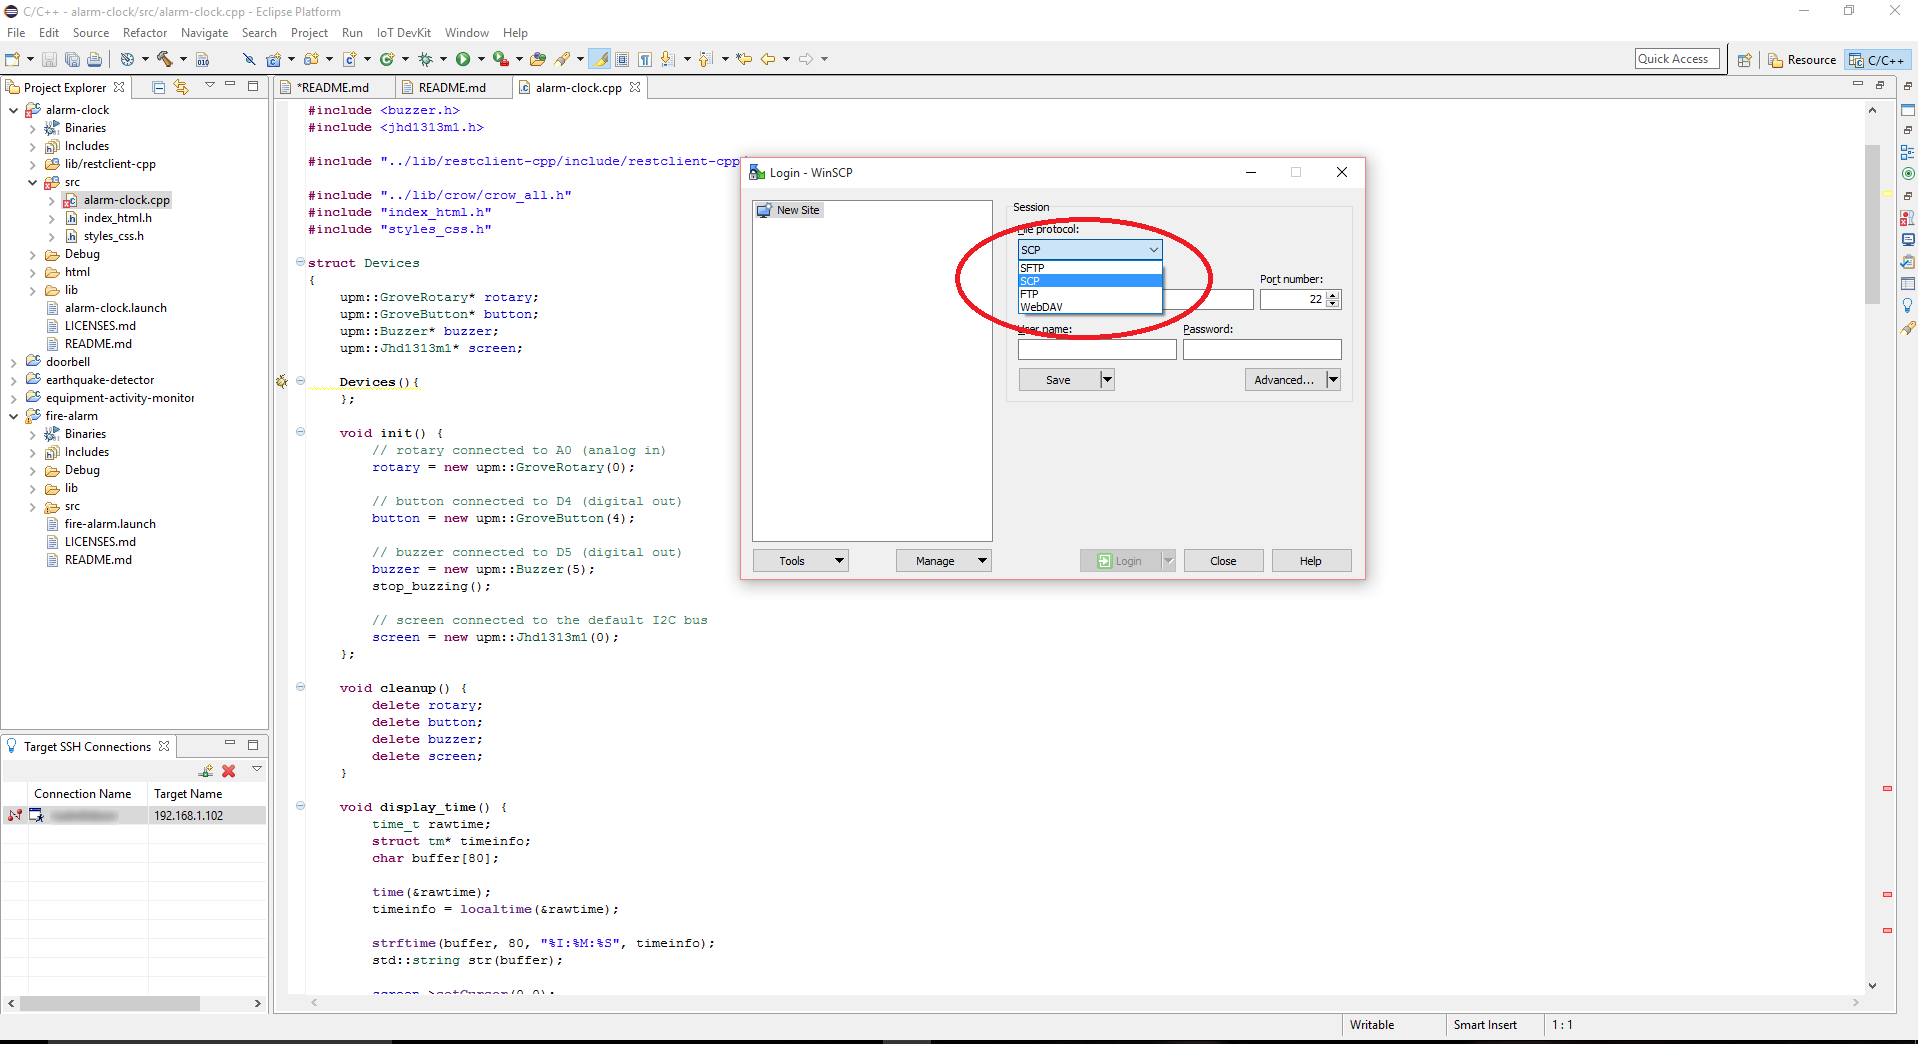 C/C++ - alarm-clock/src/alarm-clock.cpp - Eclipse Platform
File Edit Source Refactor Navigate Search Project Run IoT DevKit Window Help
Quick Access Resource C/C++
Project Explorer
alarm-clock
Binaries
Includes
lib/restclient-cpp
src
alarm-clock.cpp
index_html.h
styles_css.h
Debug
html
lib
alarm-clock.launch
LICENSES.md
README.md
doorbell
earthquake-detector
equipment-activity-monitor
fire-alarm
Binaries
Includes
Debug
lib
src
fire-alarm.launch
LICENSES.md
README.md
Target SSH Connections
Connection Name Target Name
192.168.1.102
*README.md README.md alarm-clock.cpp
#include <buzzer.h>
#include <jhd1313m1.h>
#include "../lib/restclient-cpp/include/restclient-cpp
#include "../lib/crow/crow_all.h"
#include "index_html.h"
#include "styles_css.h"
struct Devices
{
upm::GroveRotary* rotary;
upm::GroveButton* button;
upm::Buzzer* buzzer;
upm::Jhd1313m1* screen;
Devices(){
};
void init() {
// rotary connected to A0 (analog in)
rotary = new upm::GroveRotary(0);
// button connected to D4 (digital out)
button = new upm::GroveButton(4);
// buzzer connected to D5 (digital out)
buzzer = new upm::Buzzer(5);
stop_buzzing();
// screen connected to the default I2C bus
screen = new upm::Jhd1313m1(0);
};
void cleanup() {
delete rotary;
delete button;
delete buzzer;
delete screen;
}
void display_time() {
time_t rawtime;
struct tm* timeinfo;
char buffer[80];
time(&rawtime);
timeinfo = localtime(&rawtime);
strftime(buffer, 80, "%I:%M:%S", timeinfo);
std::string str(buffer);
screen->setCursor(0,0);
Login - WinSCP
New Site
Session
File protocol:
SCP
SFTP
SCP
FTP
WebDAV
Port number:
22
User name: Password:
Save Advanced...
Tools Manage Login Close Help
Writable Smart Insert 1 : 1